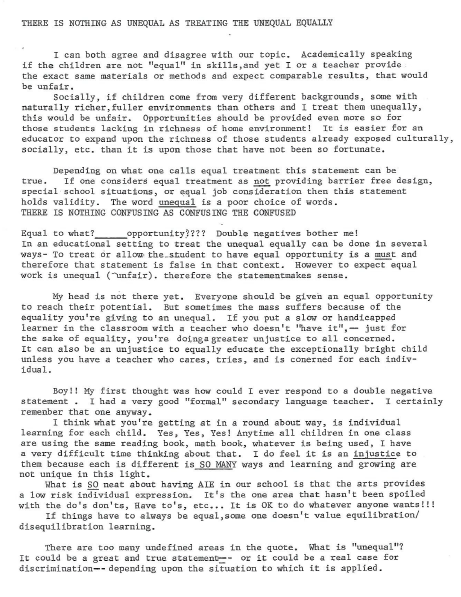 THERE IS NOTHING AS UNEQUAL AS TREATING THE UNEQUAL EQUALLY
I can both agree and disagree with our topic. Academically speaking
if the children are not "equal" in skills,and yet I or a teacher provide
the exact same materials or methods and expect comparable results, that would
be unfair.
Socially, if children come from very different backgrounds, some with
naturally richer,fuller environments than others and I treat them unequally,
this would be unfair. Opportunities should be provided even more so for
those students lacking in richness of home environment! It is easier for an
educator to expand upon the richness of those students already exposed culturally,
socially, etc. than it is upon those that have not been so fortunate.
Depending on what one calls equal treatment this statement can be
true. If one considers equal treatment as not providing barrier free design,
special school situations, or equal job consideration then this statement
holds validity. The word unequal is a poor choice of words.
THERE IS NOTHING CONFUSING AS CONFUSING THE CONFUSED
Equal to what?_____opportunity???? Double negatives bother me!
In an educational setting to treat the unequal equally can be done in several
ways- To treat or allow the student to have equal opportunity is a must and
therefore that statement is false in that context. However to expect equal
work is unequal (~unfair). therefore the statementmakes sense.
My head is not there yet. Everyone should be given an equal opportunity
to reach their potential. But sometimes the mass suffers because of the
equality you're giving to an unequal. If you put a slow or handicapped
learner in the classroom with a teacher who doesn't "have it",— just for
the sake of equality, you're doing a greater unjustice to all concerned.
It can also be an unjustice to equally educate the exceptionally bright child
unless you have a teacher who cares, tries, and is conerned for each indiv-
idual.
Boy!! My first thought was how could I ever respond to a double negative
statement . I had a very good "formal" secondary language teacher. I certainly
remember that one anyway.
I think what you're getting at in a round about way, is individual
learning for each child. Yes, Yes, Yes! Anytime all children in one class
are using the same reading book, math book, whatever is being used, I have
a very difficult time thinking about that. I do feel it is an injustice to
them because each is different is SO MANY ways and learning and growing are
not unique in this light.
What is SO neat about having AIE in our school is that the arts provides
a low risk individual expression. It's the one area that hasn't been spoiled
with the do's don'ts, Have to's, etc... It is OK to do whatever anyone wants!!!
If things have to always be equal,some one doesn't value equilibration/
disequilibration learning.
There are too many undefined areas in the quote. What is "unequal"?
It could be a great and true statement-- or it could be a real case for
discrimination-- depending upon the situation to which it is applied.